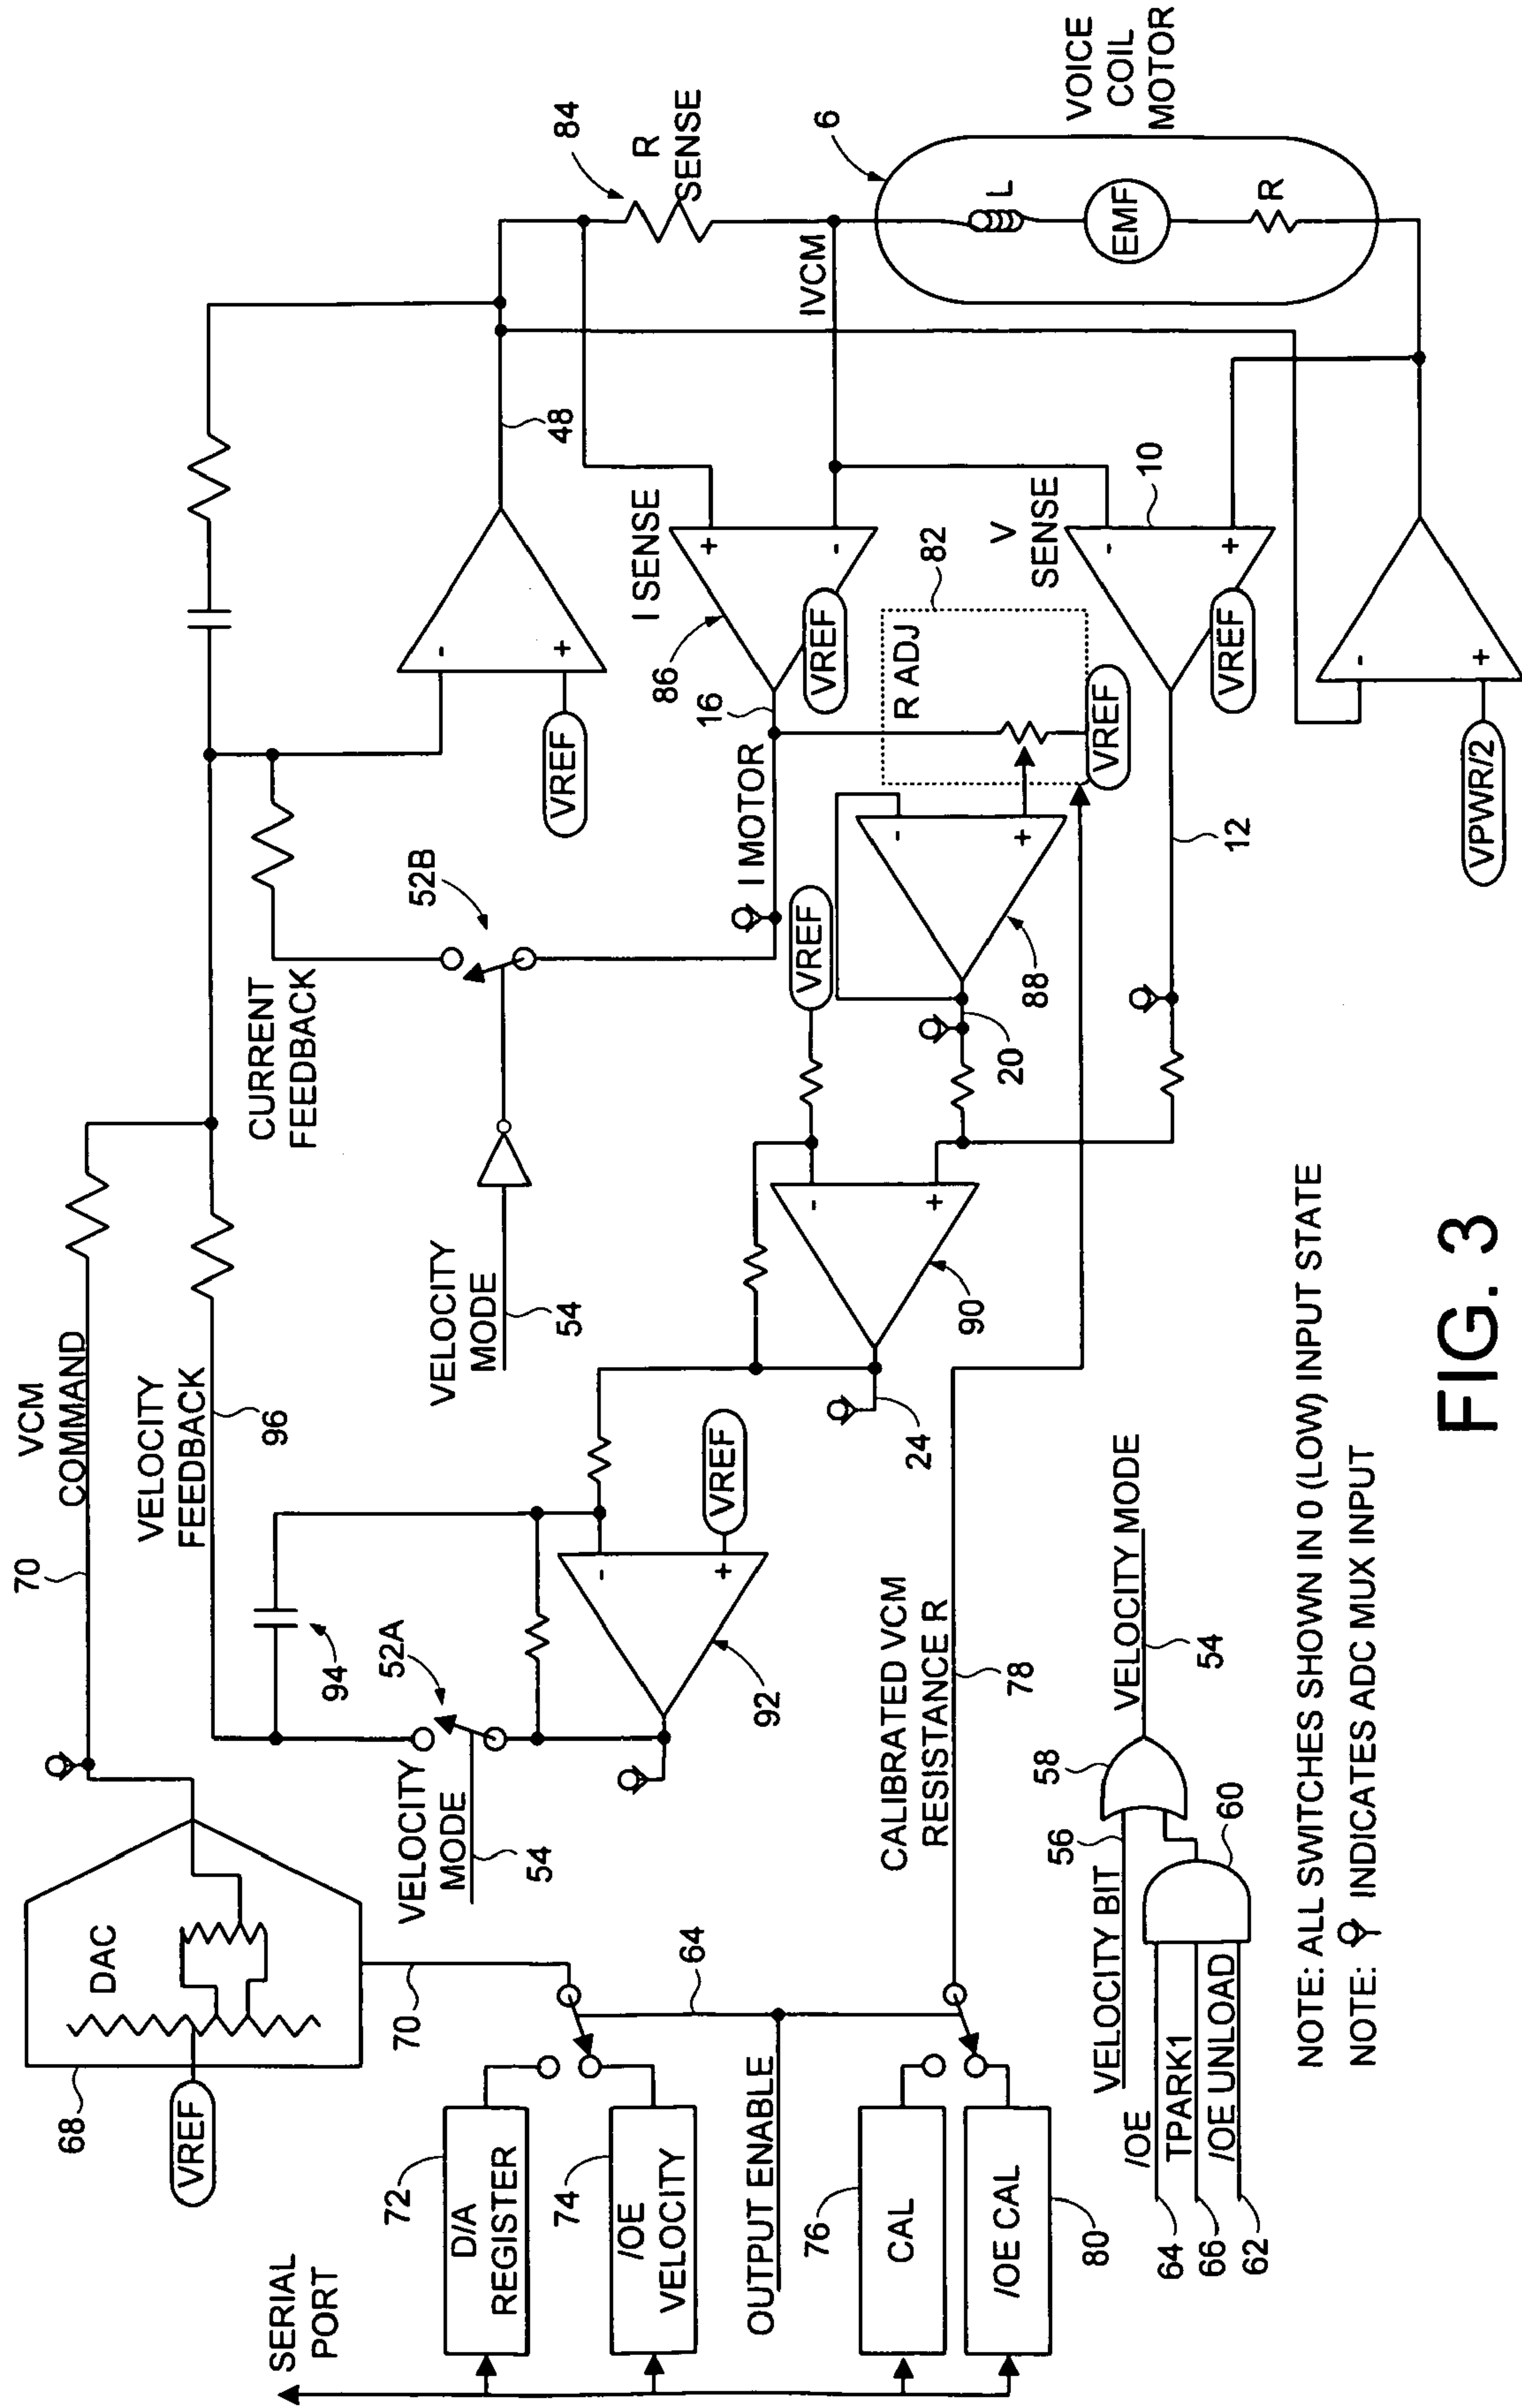 SERIAL
PORT
72
D/A
REGISTER
74
/OE
VELOCITY
OUTPUT ENABLE
76
CAL
/OE CAL
80
68
VREF
DAC
70
64
70
VCM
COMMAND
VELOCITY
FEEDBACK
96
94
52A
VELOCITY
MODE
54
92
-
+
VREF
CALIBRATED VCM
RESISTANCE R
78
24
90
-
+
VELOCITY
MODE
54
CURRENT
FEEDBACK
52B
VREF
I MOTOR
20
88
-
+
12
16
86
R ADJ
82
VREF
-
+
VREF
48
I SENSE
+
-
VREF
V
SENSE
10
-
+
VREF
-
+
VPWR/2
84
R
SENSE
IVCM
6
L
EMF
R
VOICE
COIL
MOTOR
VELOCITY BIT
56
58
VELOCITY MODE
54
/OE
TPARK1
/OE UNLOAD
60
64
66
62
NOTE: ALL SWITCHES SHOWN IN 0 (LOW) INPUT STATE
NOTE: INDICATES ADC MUX INPUT
FIG. 3